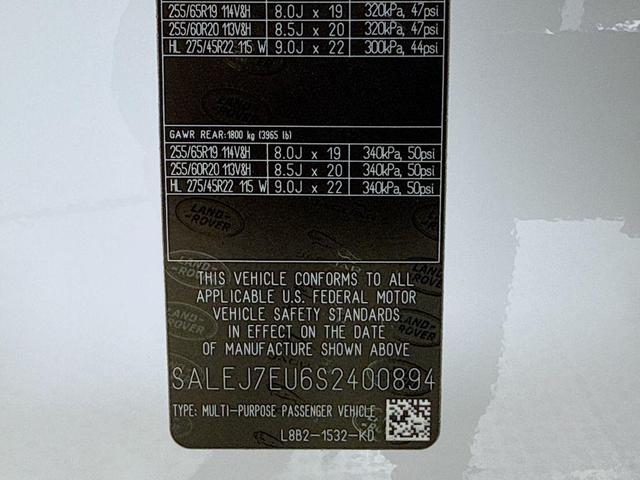 255/65R19 114V&H 8.0J x 19 320kPa, 47psi
255/60R20 113V&H 8.5J x 20 320kPa, 47psi
HL 275/45R22 115 W 9.0J x 22 300kPa, 44psi
GAWR REAR:1800 kg (3965 lb)
255/65R19 114V&H 8.0J x 19 340kPa, 50psi
255/60R20 113V&H 8.5J x 20 340kPa, 50psi
HL 275/45R22 115 W 9.0J x 22 340kPa, 50psi
LAND-
ROVER
THIS VEHICLE CONFORMS TO ALL
APPLICABLE U.S. FEDERAL MOTOR
VEHICLE SAFETY STANDARDS
IN EFFECT ON THE DATE
OF MANUFACTURE SHOWN ABOVE
SALEJ7EU6S2400894
TYPE: MULTI-PURPOSE PASSENGER VEHICLE
L8B2-1532-KD